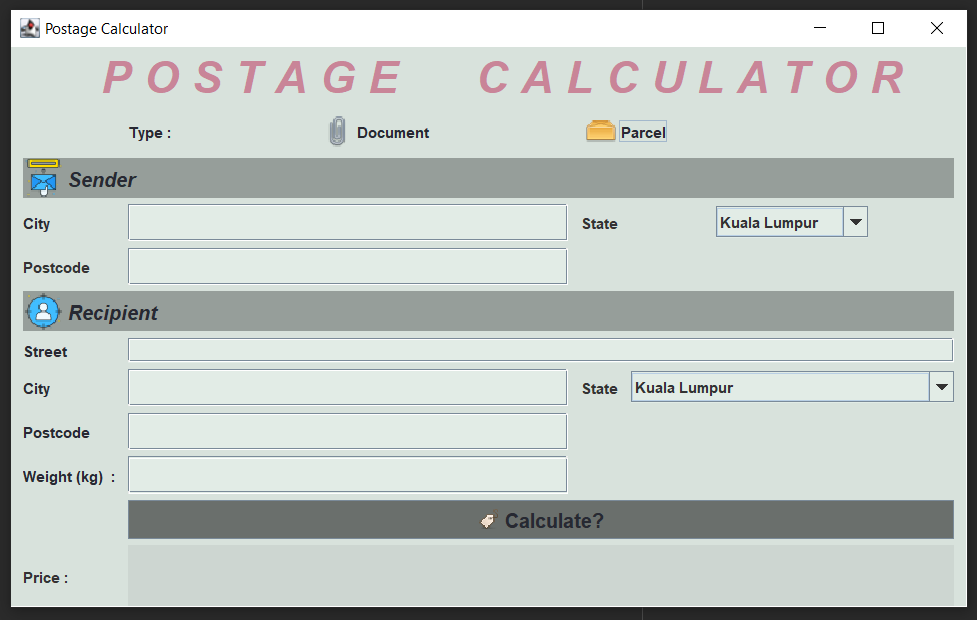 Postage Calculator
POSTAGE CALCULATOR
Type : Document Parcel
Sender
City State Kuala Lumpur
Postcode
Recipient
Street
City State Kuala Lumpur
Postcode
Weight (kg) :
Calculate?
Price :